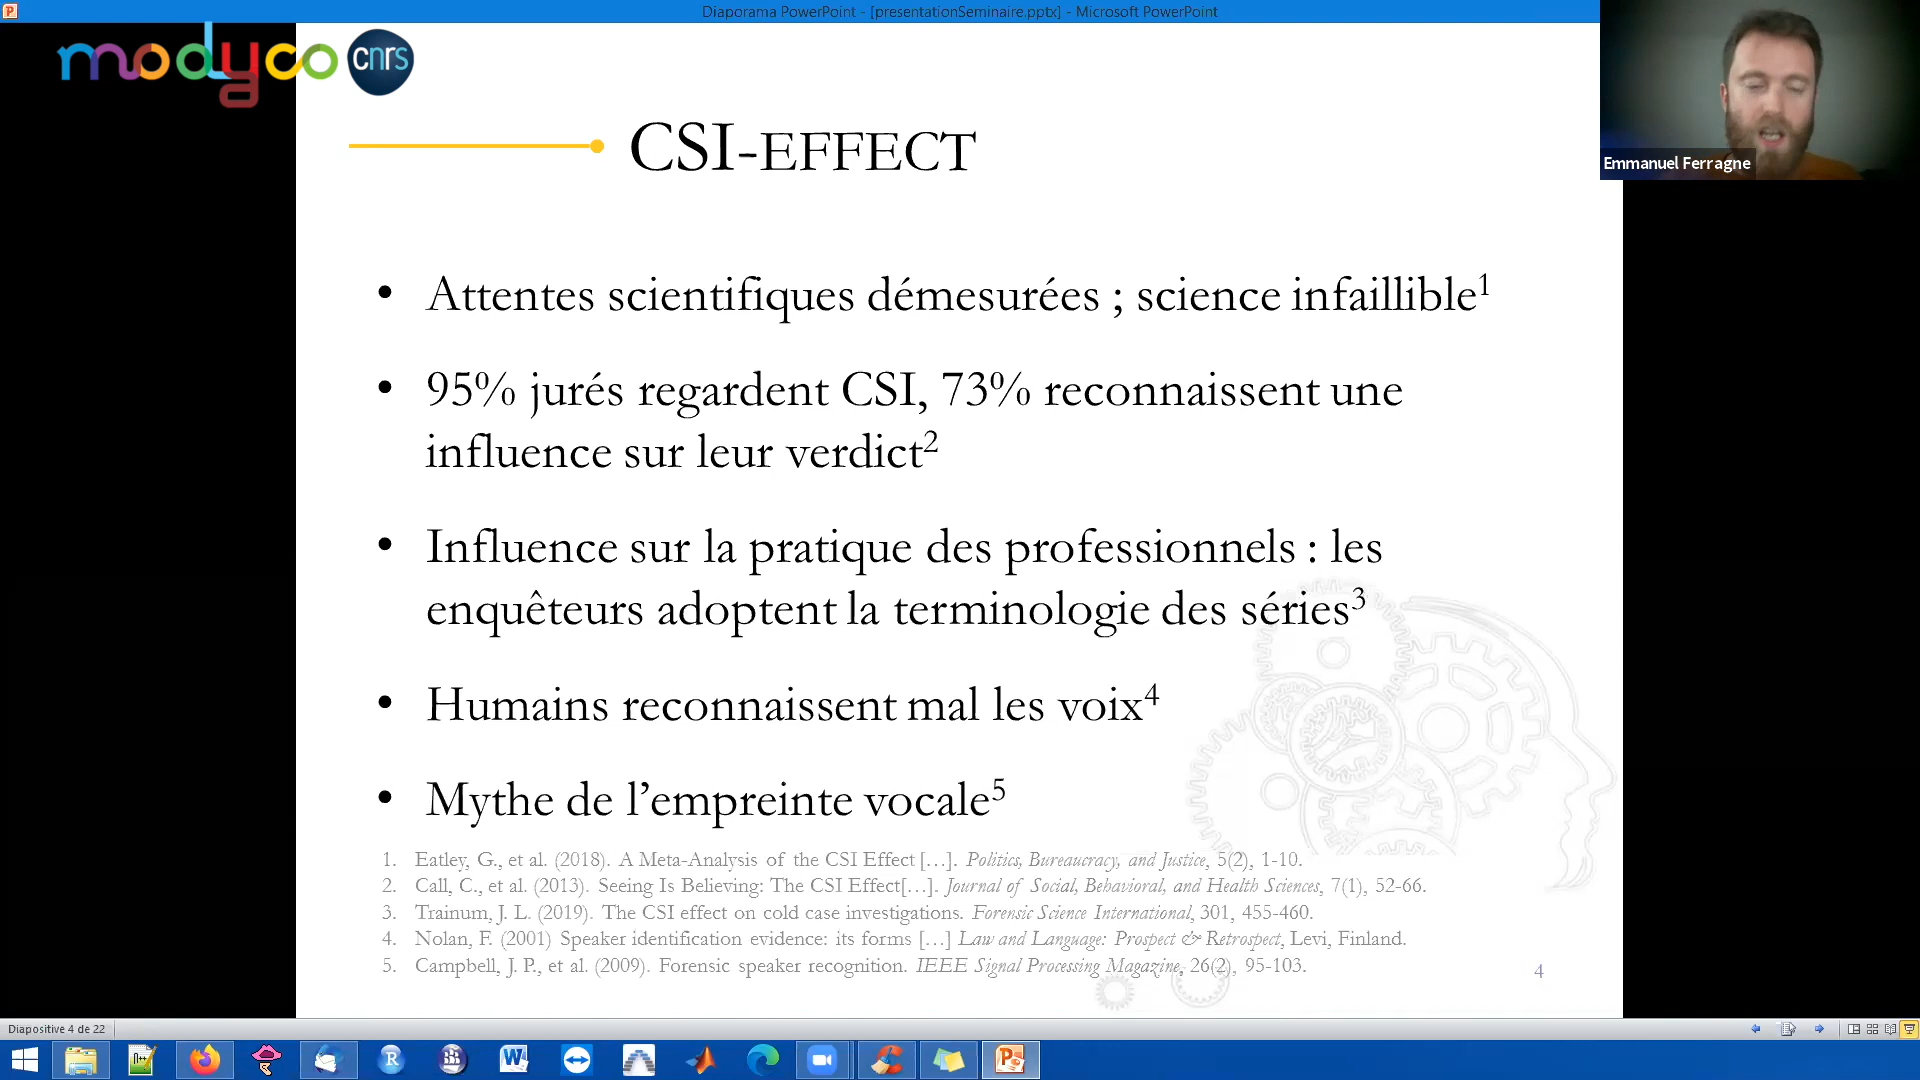 Diaporama PowerPoint - [presentationSeminaire.pptx] - Microsoft PowerPoint
modyco cnrs
Emmanuel Ferragne
CSI-EFFECT
• Attentes scientifiques démesurées ; science infaillible1
• 95% jurés regardent CSI, 73% reconnaissent une
influence sur leur verdict2
• Influence sur la pratique des professionnels : les
enquêteurs adoptent la terminologie des séries3
• Humains reconnaissent mal les voix4
• Mythe de l’empreinte vocale5
1. Eatley, G., et al. (2018). A Meta-Analysis of the CSI Effect […]. Politics, Bureaucracy, and Justice, 5(2), 1-10.
2. Call, C., et al. (2013). Seeing Is Believing: The CSI Effect[…]. Journal of Social, Behavioral, and Health Sciences, 7(1), 52-66.
3. Trainum, J. L. (2019). The CSI effect on cold case investigations. Forensic Science International, 301, 455-460.
4. Nolan, F. (2001) Speaker identification evidence: its forms […] Law and Language: Prospect & Retrospect, Levi, Finland.
5. Campbell, J. P., et al. (2009). Forensic speaker recognition. IEEE Signal Processing Magazine, 26(2), 95-103.
4
Diapositive 4 de 22